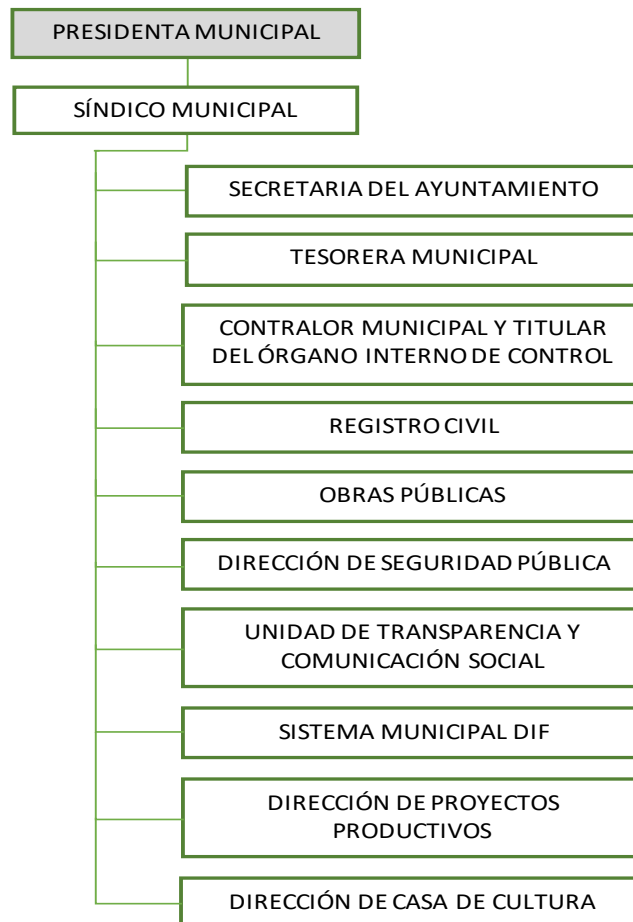 PRESIDENTA MUNICIPAL
SÍNDICO MUNICIPAL
SECRETARIA DEL AYUNTAMIENTO
TESORERA MUNICIPAL
CONTRALOR MUNICIPAL Y TITULAR
DEL ÓRGANO INTERNO DE CONTROL
REGISTRO CIVIL
OBRAS PÚBLICAS
DIRECCIÓN DE SEGURIDAD PÚBLICA
UNIDAD DE TRANSPARENCIA Y
COMUNICACIÓN SOCIAL
SISTEMA MUNICIPAL DIF
DIRECCIÓN DE PROYECTOS
PRODUCTIVOS
DIRECCIÓN DE CASA DE CULTURA